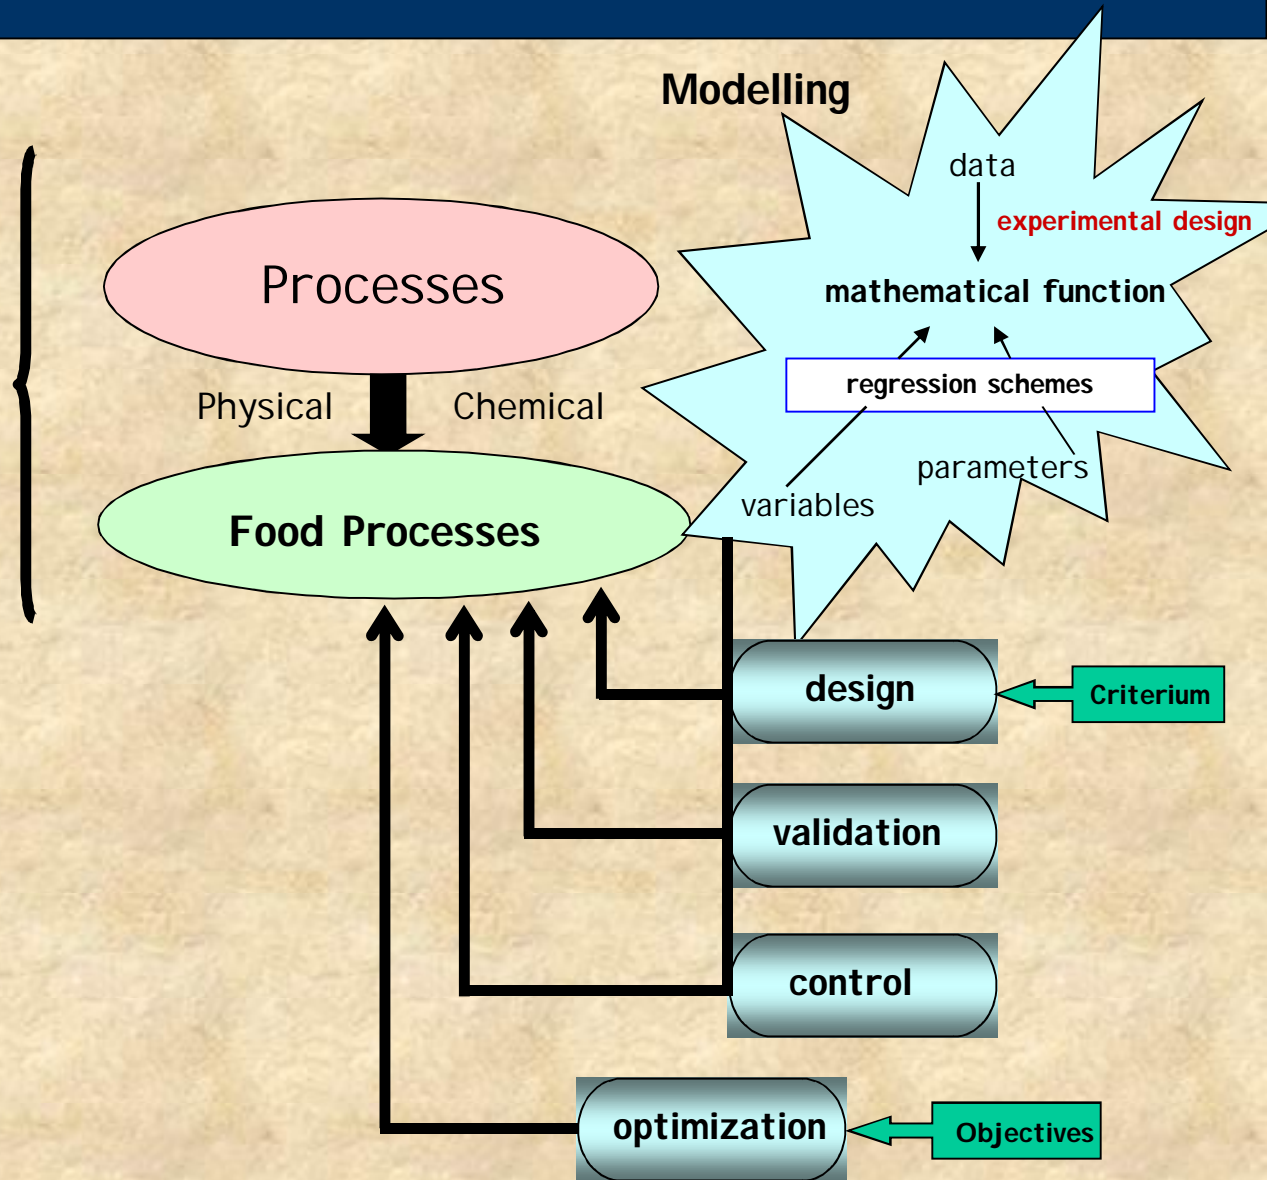 Modelling
data
experimental design
mathematical function
regression schemes
parameters
variables
Processes
Physical
Chemical
Food Processes
design
Criterium
validation
control
optimization
Objectives